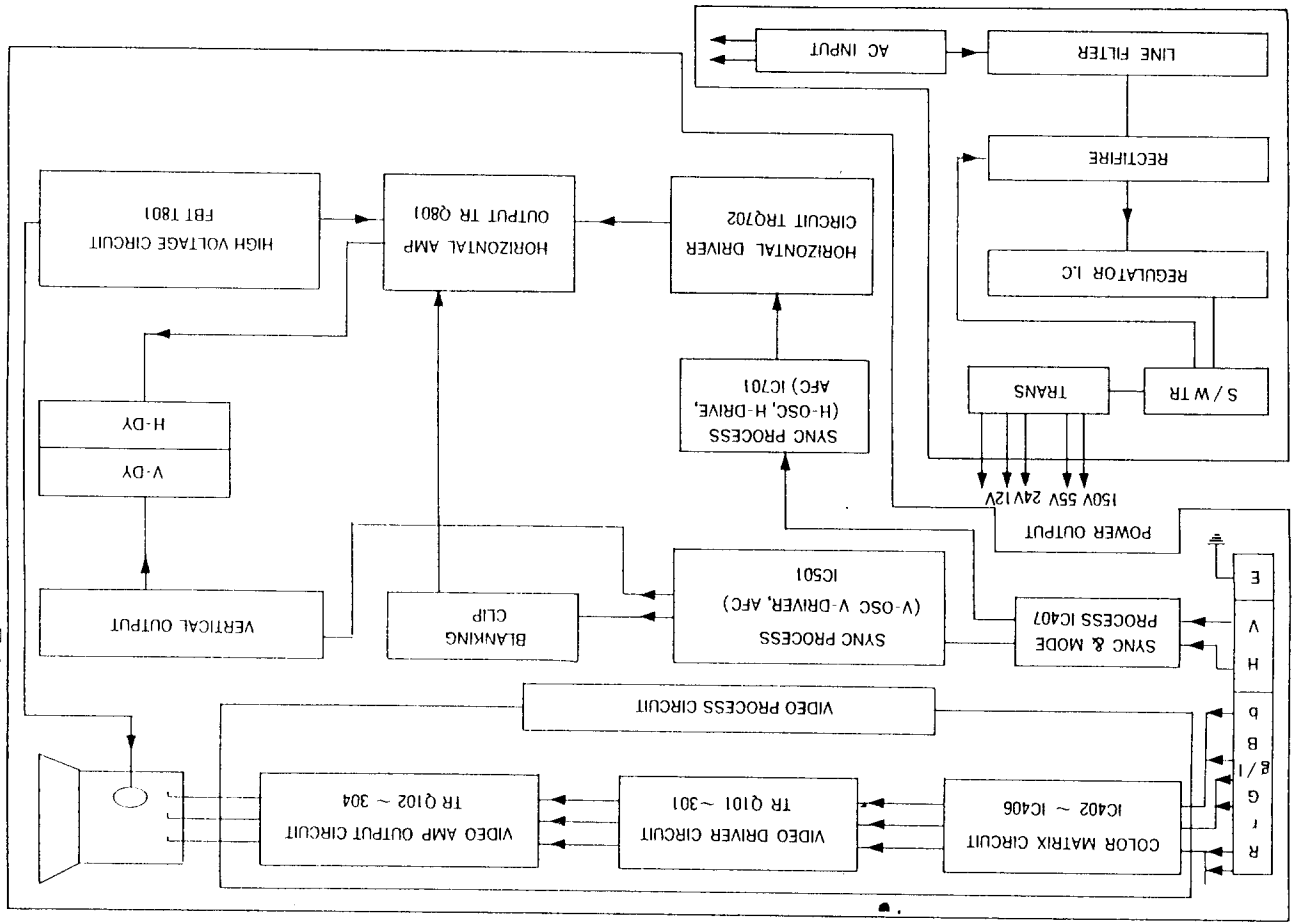 R
r
G
g/I
B
b
H
V
E
COLOR MATRIX CIRCUIT
IC402 ~ IC406
VIDEO DRIVER CIRCUIT
TR Q101 ~ 301
VIDEO AMP OUTPUT CIRCUIT
TR Q102 ~ 304
VIDEO PROCESS CIRCUIT
SYNC & MODE
PROCESS IC407
SYNC PROCESS
(V-OSC V-DRIVER, AFC)
IC501
BLANKING
CLIP
VERTICAL OUTPUT
POWER OUTPUT
150V 55V 24V 12V
V-DY
H-DY
S/W TR
TRANS
SYNC PROCESS
(H-OSC, H-DRIVE,
AFC) IC701
REGULATOR I.C
HORIZONTAL DRIVER
CIRCUIT TRQ702
HORIZONTAL AMP
OUTPUT TR Q801
HIGH VOLTAGE CIRCUIT
FBT T801
RECTIFIRE
LINE FILTER
AC INPUT